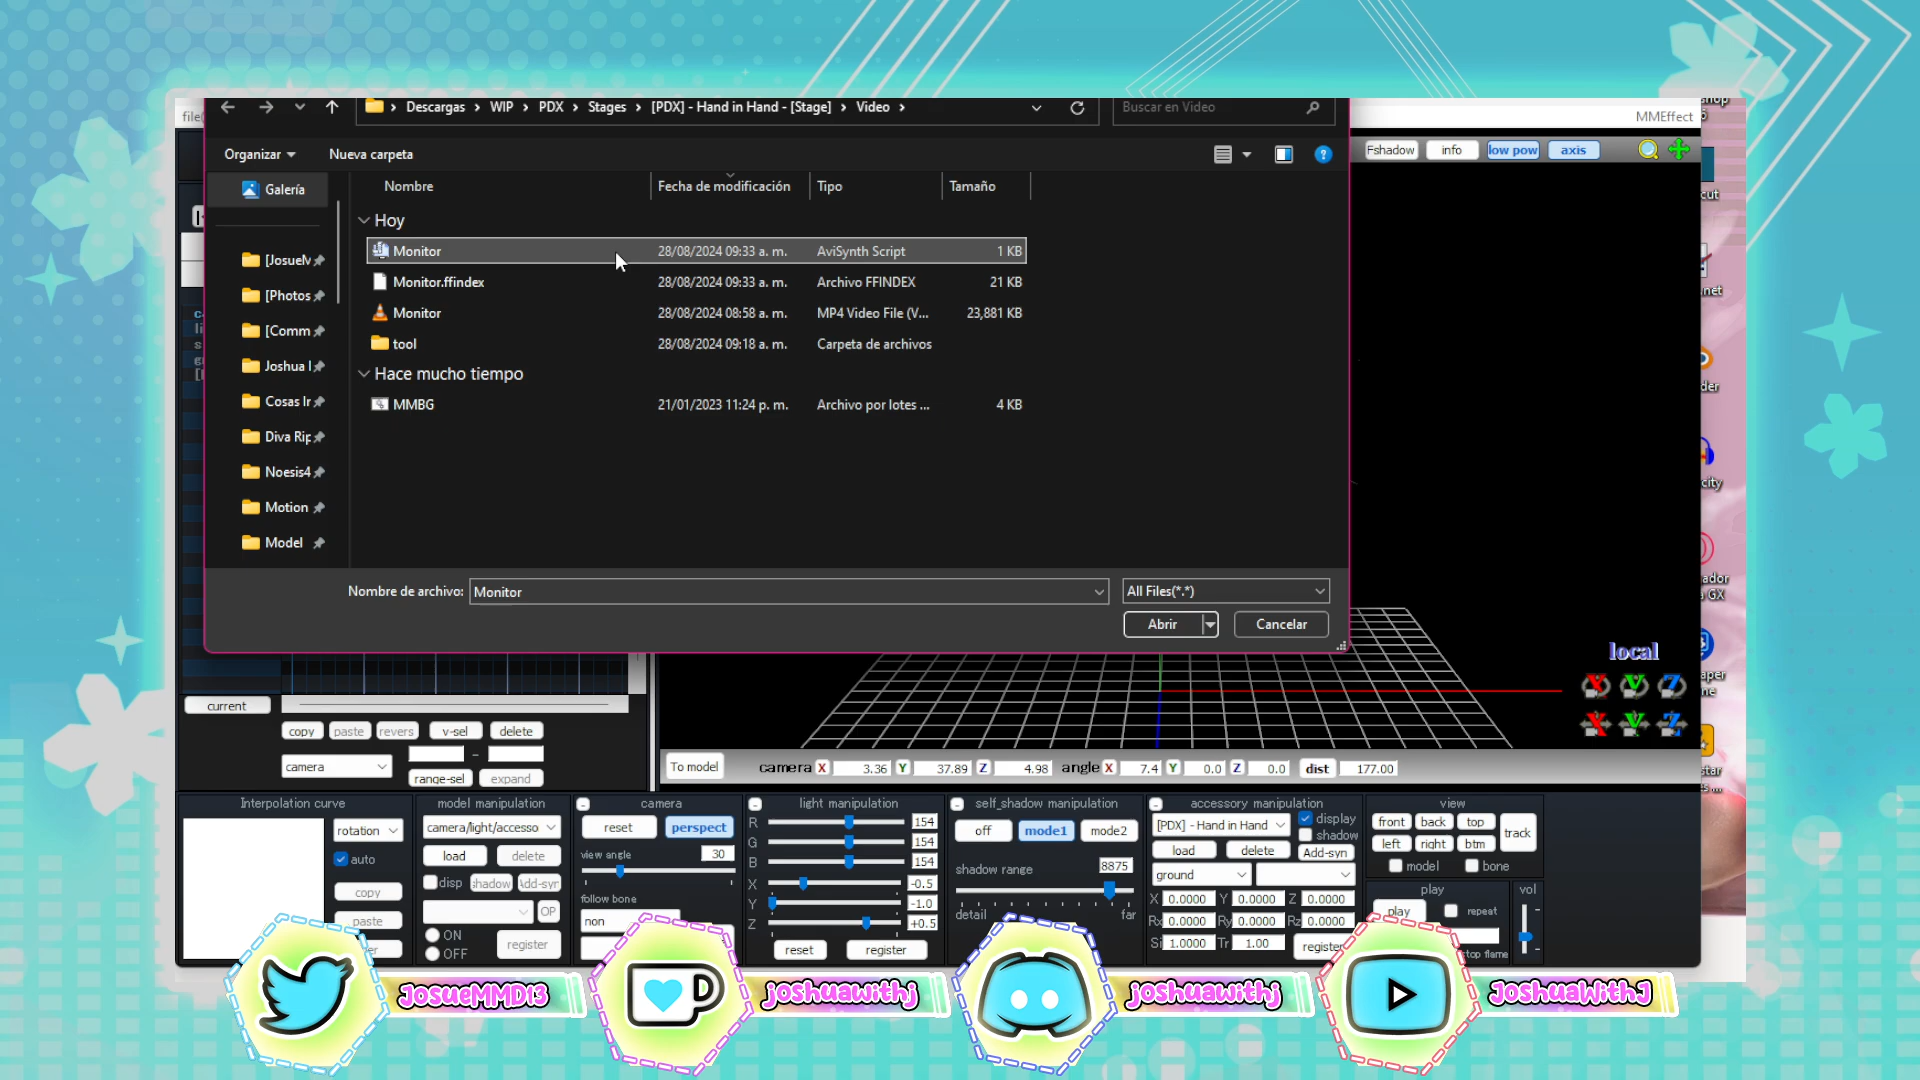 file(
MMEffect
Descargas > WIP > PDX > Stages > [PDX] - Hand in Hand - [Stage] > Video >
Buscar en Video
Organizar
Nueva carpeta
Fshadow
info
low pow
axis
Galería
Nombre
Fecha de modificación
Tipo
Tamaño
Hoy
Monitor 28/08/2024 09:33 a. m. AviSynth Script 1 KB
Monitor.ffindex 28/08/2024 09:33 a. m. Archivo FFINDEX 21 KB
Monitor 28/08/2024 08:58 a. m. MP4 Video File (V... 23,881 KB
tool 28/08/2024 09:18 a. m. Carpeta de archivos
Hace mucho tiempo
MMBG 21/01/2023 11:24 p. m. Archivo por lotes ... 4 KB
[JosueM
[Photos
[Comm
Joshua I
Cosas Ir
Diva Rip
Noesis4
Motion
Model
Nombre de archivo: Monitor
All Files(*.*)
Abrir
Cancelar
local
X Y Z
X Y Z
current
copy paste revers v-sel delete
camera
-
range-sel expand
To model
camera X 3.36 Y 37.89 Z 4.98 angle X 7.4 Y 0.0 Z 0.0 dist 177.00
Interpolation curve
rotation
auto
copy
paste
model manipulation
camera/light/accesso
load delete
disp shadow Add-syn
OP
ON
OFF
register
camera
reset perspect
view angle 30
follow bone
non
light manipulation
R 154
G 154
B 154
X -0.5
Y -1.0
Z +0.5
reset register
self_shadow manipulation
off mode1 mode2
shadow range 8875
detail far
accessory manipulation
[PDX] - Hand in Hand
display
shadow
load delete Add-syn
ground
X 0.0000 Y 0.0000 Z 0.0000
Rx 0.0000 Ry 0.0000 Rz 0.0000
Si 1.0000 Tr 1.00 register
view
front back top
left right btm
track
model bone
play
play repeat
stop flame
vol
JosueMMD13
joshuawithj
joshuawithj
JoshuaWithJ